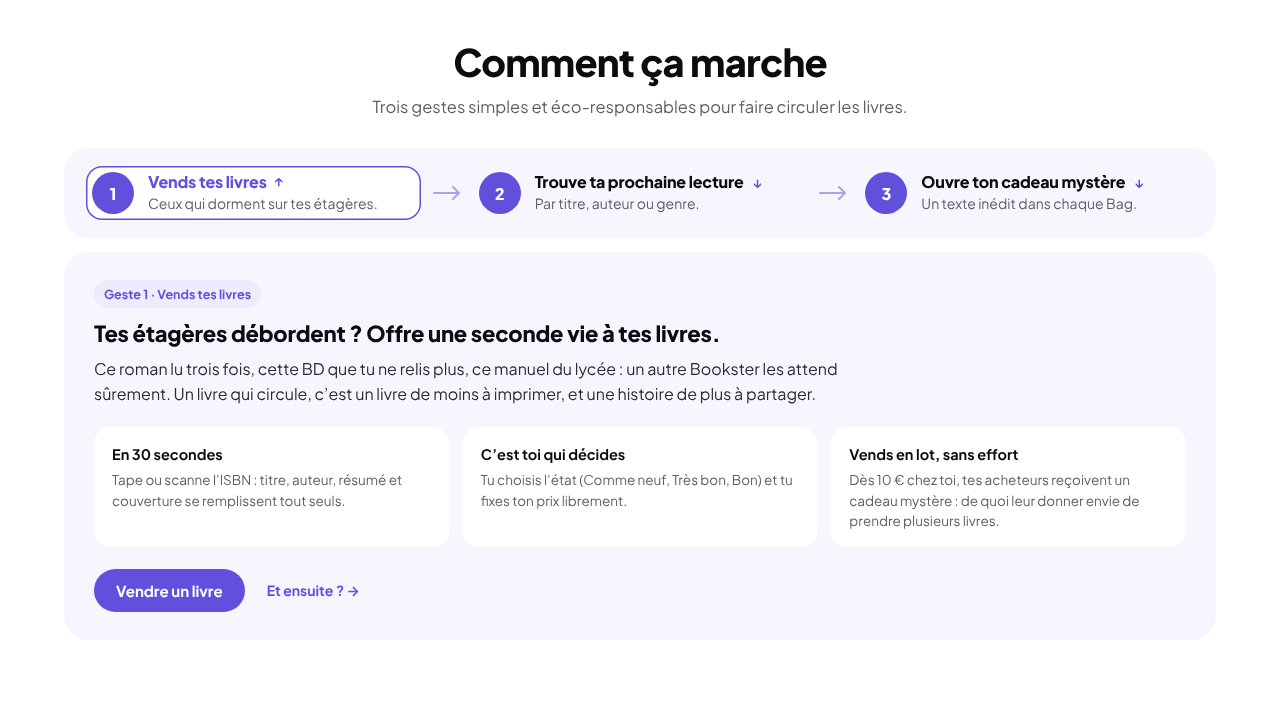 Comment ça marche
Trois gestes simples et éco-responsables pour faire circuler les livres.
1
Vends tes livres ↑
Ceux qui dorment sur tes étagères.
→
2
Trouve ta prochaine lecture ↓
Par titre, auteur ou genre.
→
3
Ouvre ton cadeau mystère ↓
Un texte inédit dans chaque Bag.
Geste 1 · Vends tes livres
Tes étagères débordent ? Offre une seconde vie à tes livres.
Ce roman lu trois fois, cette BD que tu ne relis plus, ce manuel du lycée : un autre Bookster les attend
sûrement. Un livre qui circule, c’est un livre de moins à imprimer, et une histoire de plus à partager.
En 30 secondes
Tape ou scanne l’ISBN : titre, auteur, résumé et
couverture se remplissent tout seuls.
C’est toi qui décides
Tu choisis l’état (Comme neuf, Très bon, Bon) et tu
fixes ton prix librement.
Vends en lot, sans effort
Dès 10 € chez toi, tes acheteurs reçoivent un
cadeau mystère : de quoi leur donner envie de
prendre plusieurs livres.
Vendre un livre
Et ensuite ? →